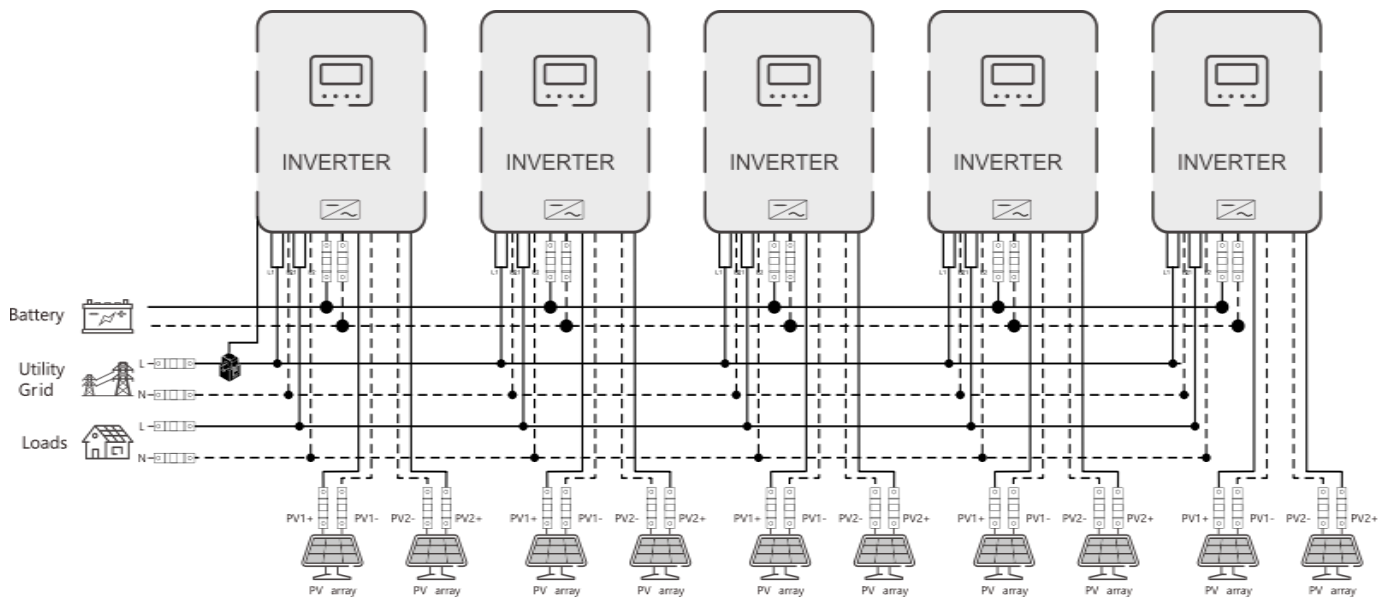 INVERTER INVERTER INVERTER INVERTER INVERTER
Battery
Utility
Grid
L
N
Loads
L
N
PV1+ PV1- PV2- PV2+ PV1+ PV1- PV2- PV2+ PV1+ PV1- PV2- PV2+ PV1+ PV1- PV2- PV2+ PV1+ PV1- PV2- PV2+
PV array PV array PV array PV array PV array PV array PV array PV array PV array PV array